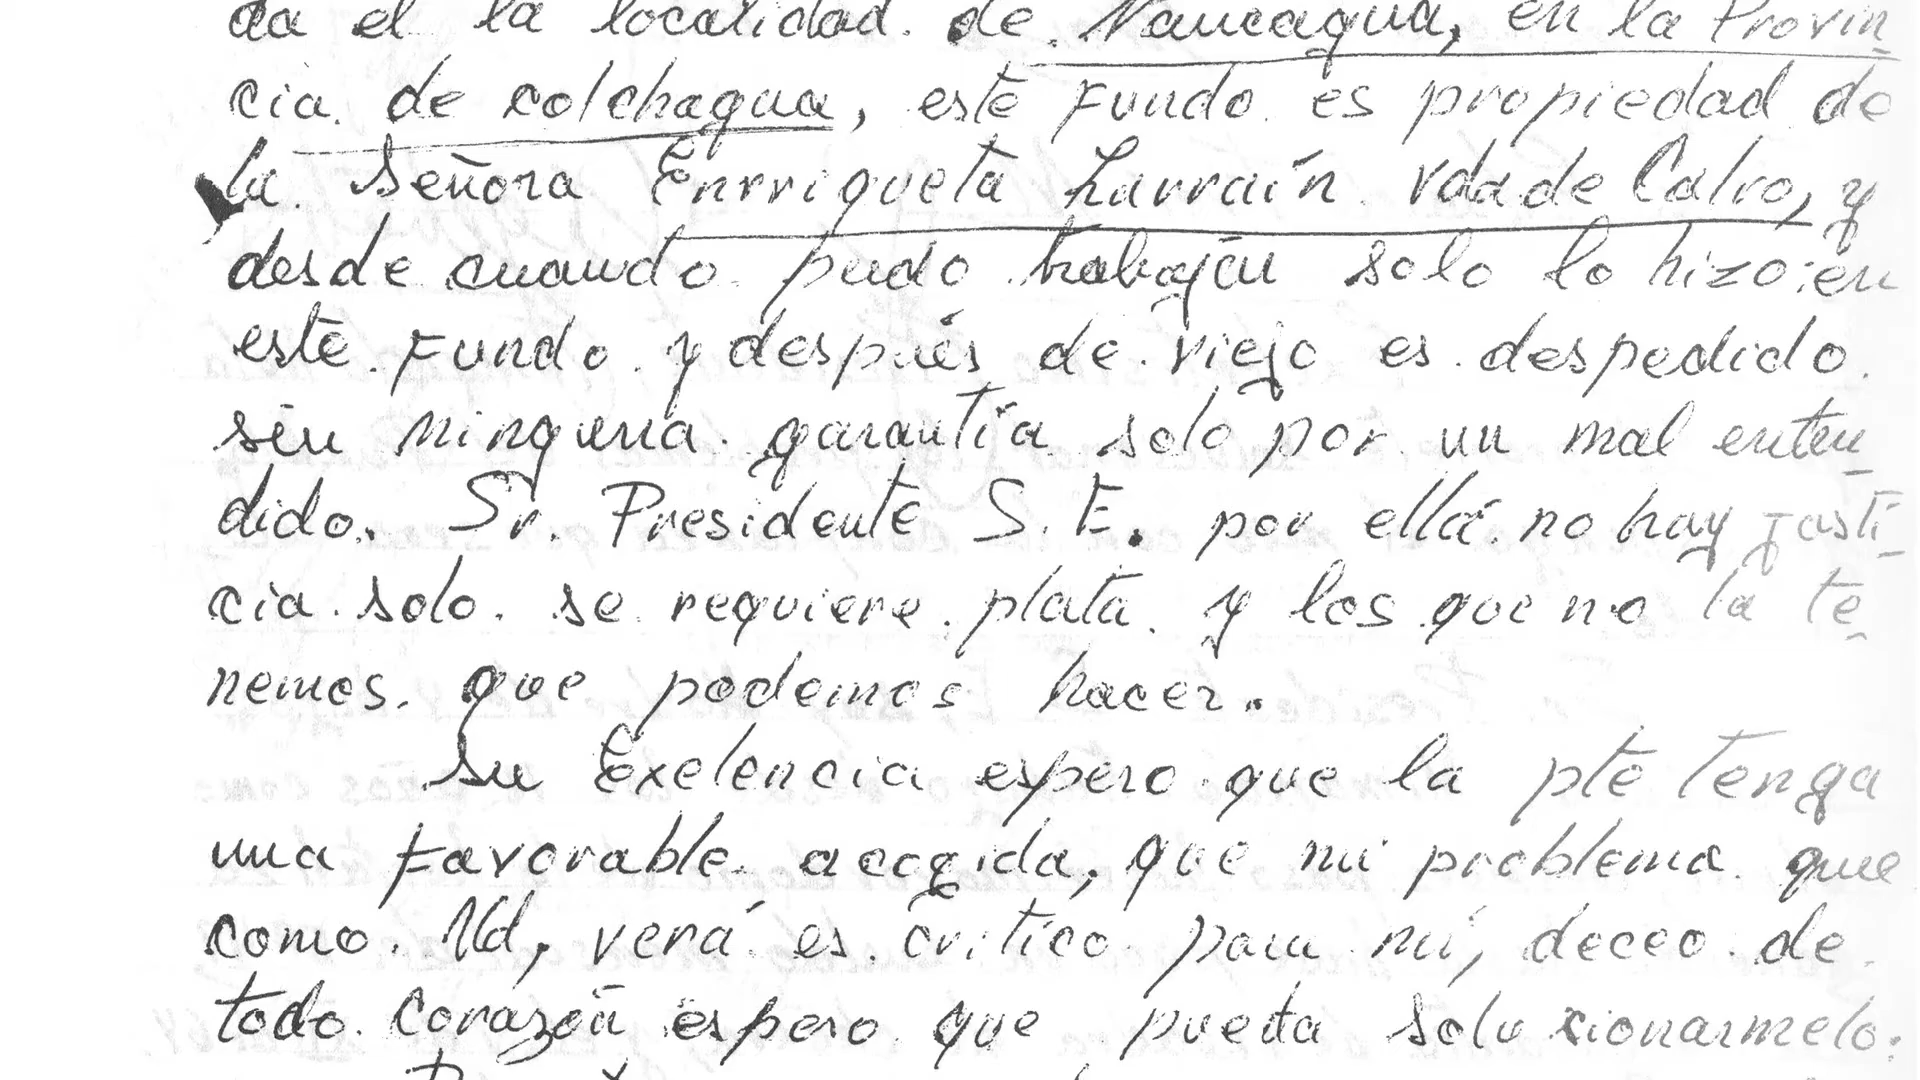 da el la localidad de Nancagua, en la Provin
cia de colchagua, este Fundo es propiedad de
la Señora Enrriqueta Larraín Vda de Calvo, y
desde cuando pudo trabajar solo lo hizo en
este Fundo y después de viejo es despedido
sin ninguna garantía solo por un mal enten
dido. Sr. Presidente S. E. por ellá no hay justi
cia solo se requiere plata y los que no la te
nemos. que podemos hacer.
Su Exelencia espero que la pte tenga
una favorable acogida, que mi problema que
como Ud, verá es crítico para mí, deceo de
todo corazón espero que pueda solucionarmelo.